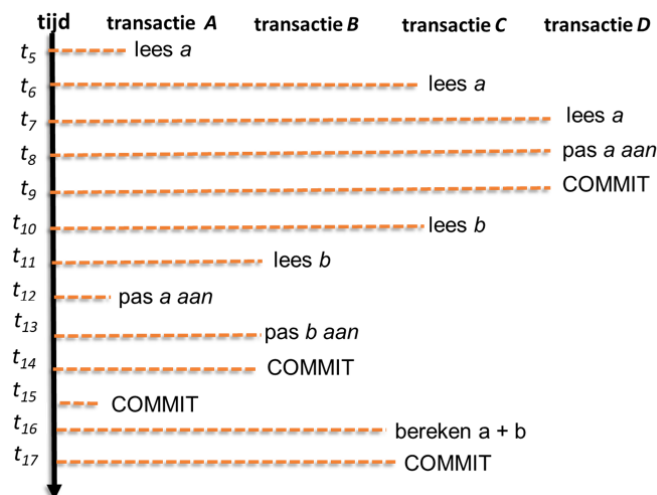 tijd transactie A transactie B transactie C transactie D
t5 lees a
t6 lees a
t7 lees a
t8 pas a aan
t9 COMMIT
t10 lees b
t11 lees b
t12 pas a aan
t13 pas b aan
t14 COMMIT
t15 COMMIT
t16 bereken a + b
t17 COMMIT